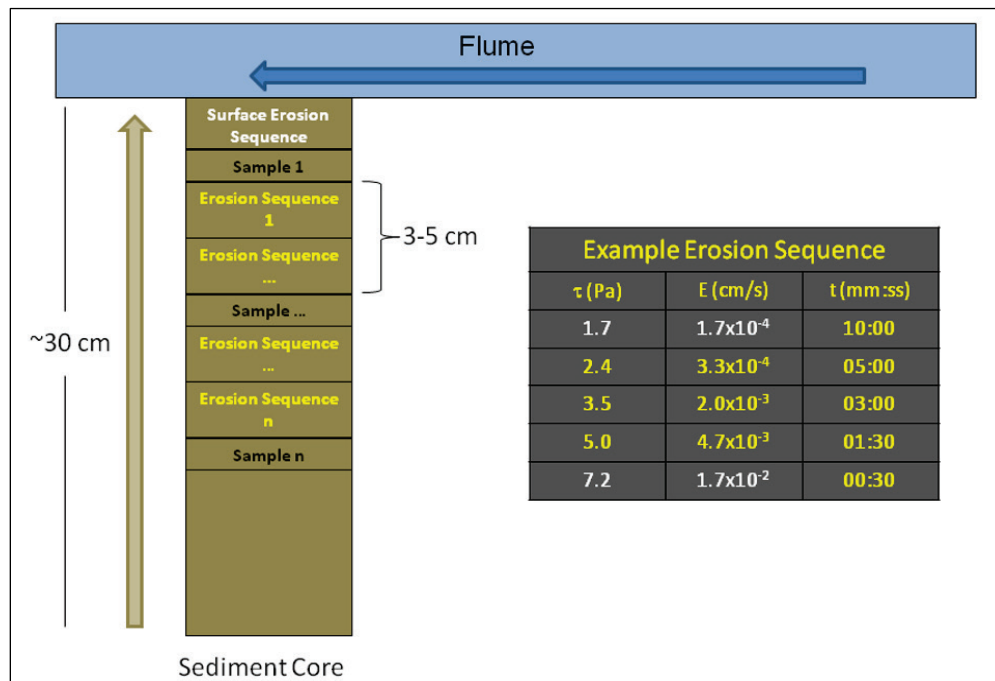 Flume
Surface Erosion
Sequence
Sample 1
Erosion Sequence
1
Erosion Sequence
...
3-5 cm
Sample ...
Erosion Sequence
...
Erosion Sequence
n
Sample n
~30 cm
Sediment Core
Example Erosion Sequence
τ (Pa) E (cm/s) t (mm:ss)
1.7 1.7x10⁻⁴ 10:00
2.4 3.3x10⁻⁴ 05:00
3.5 2.0x10⁻³ 03:00
5.0 4.7x10⁻³ 01:30
7.2 1.7x10⁻² 00:30